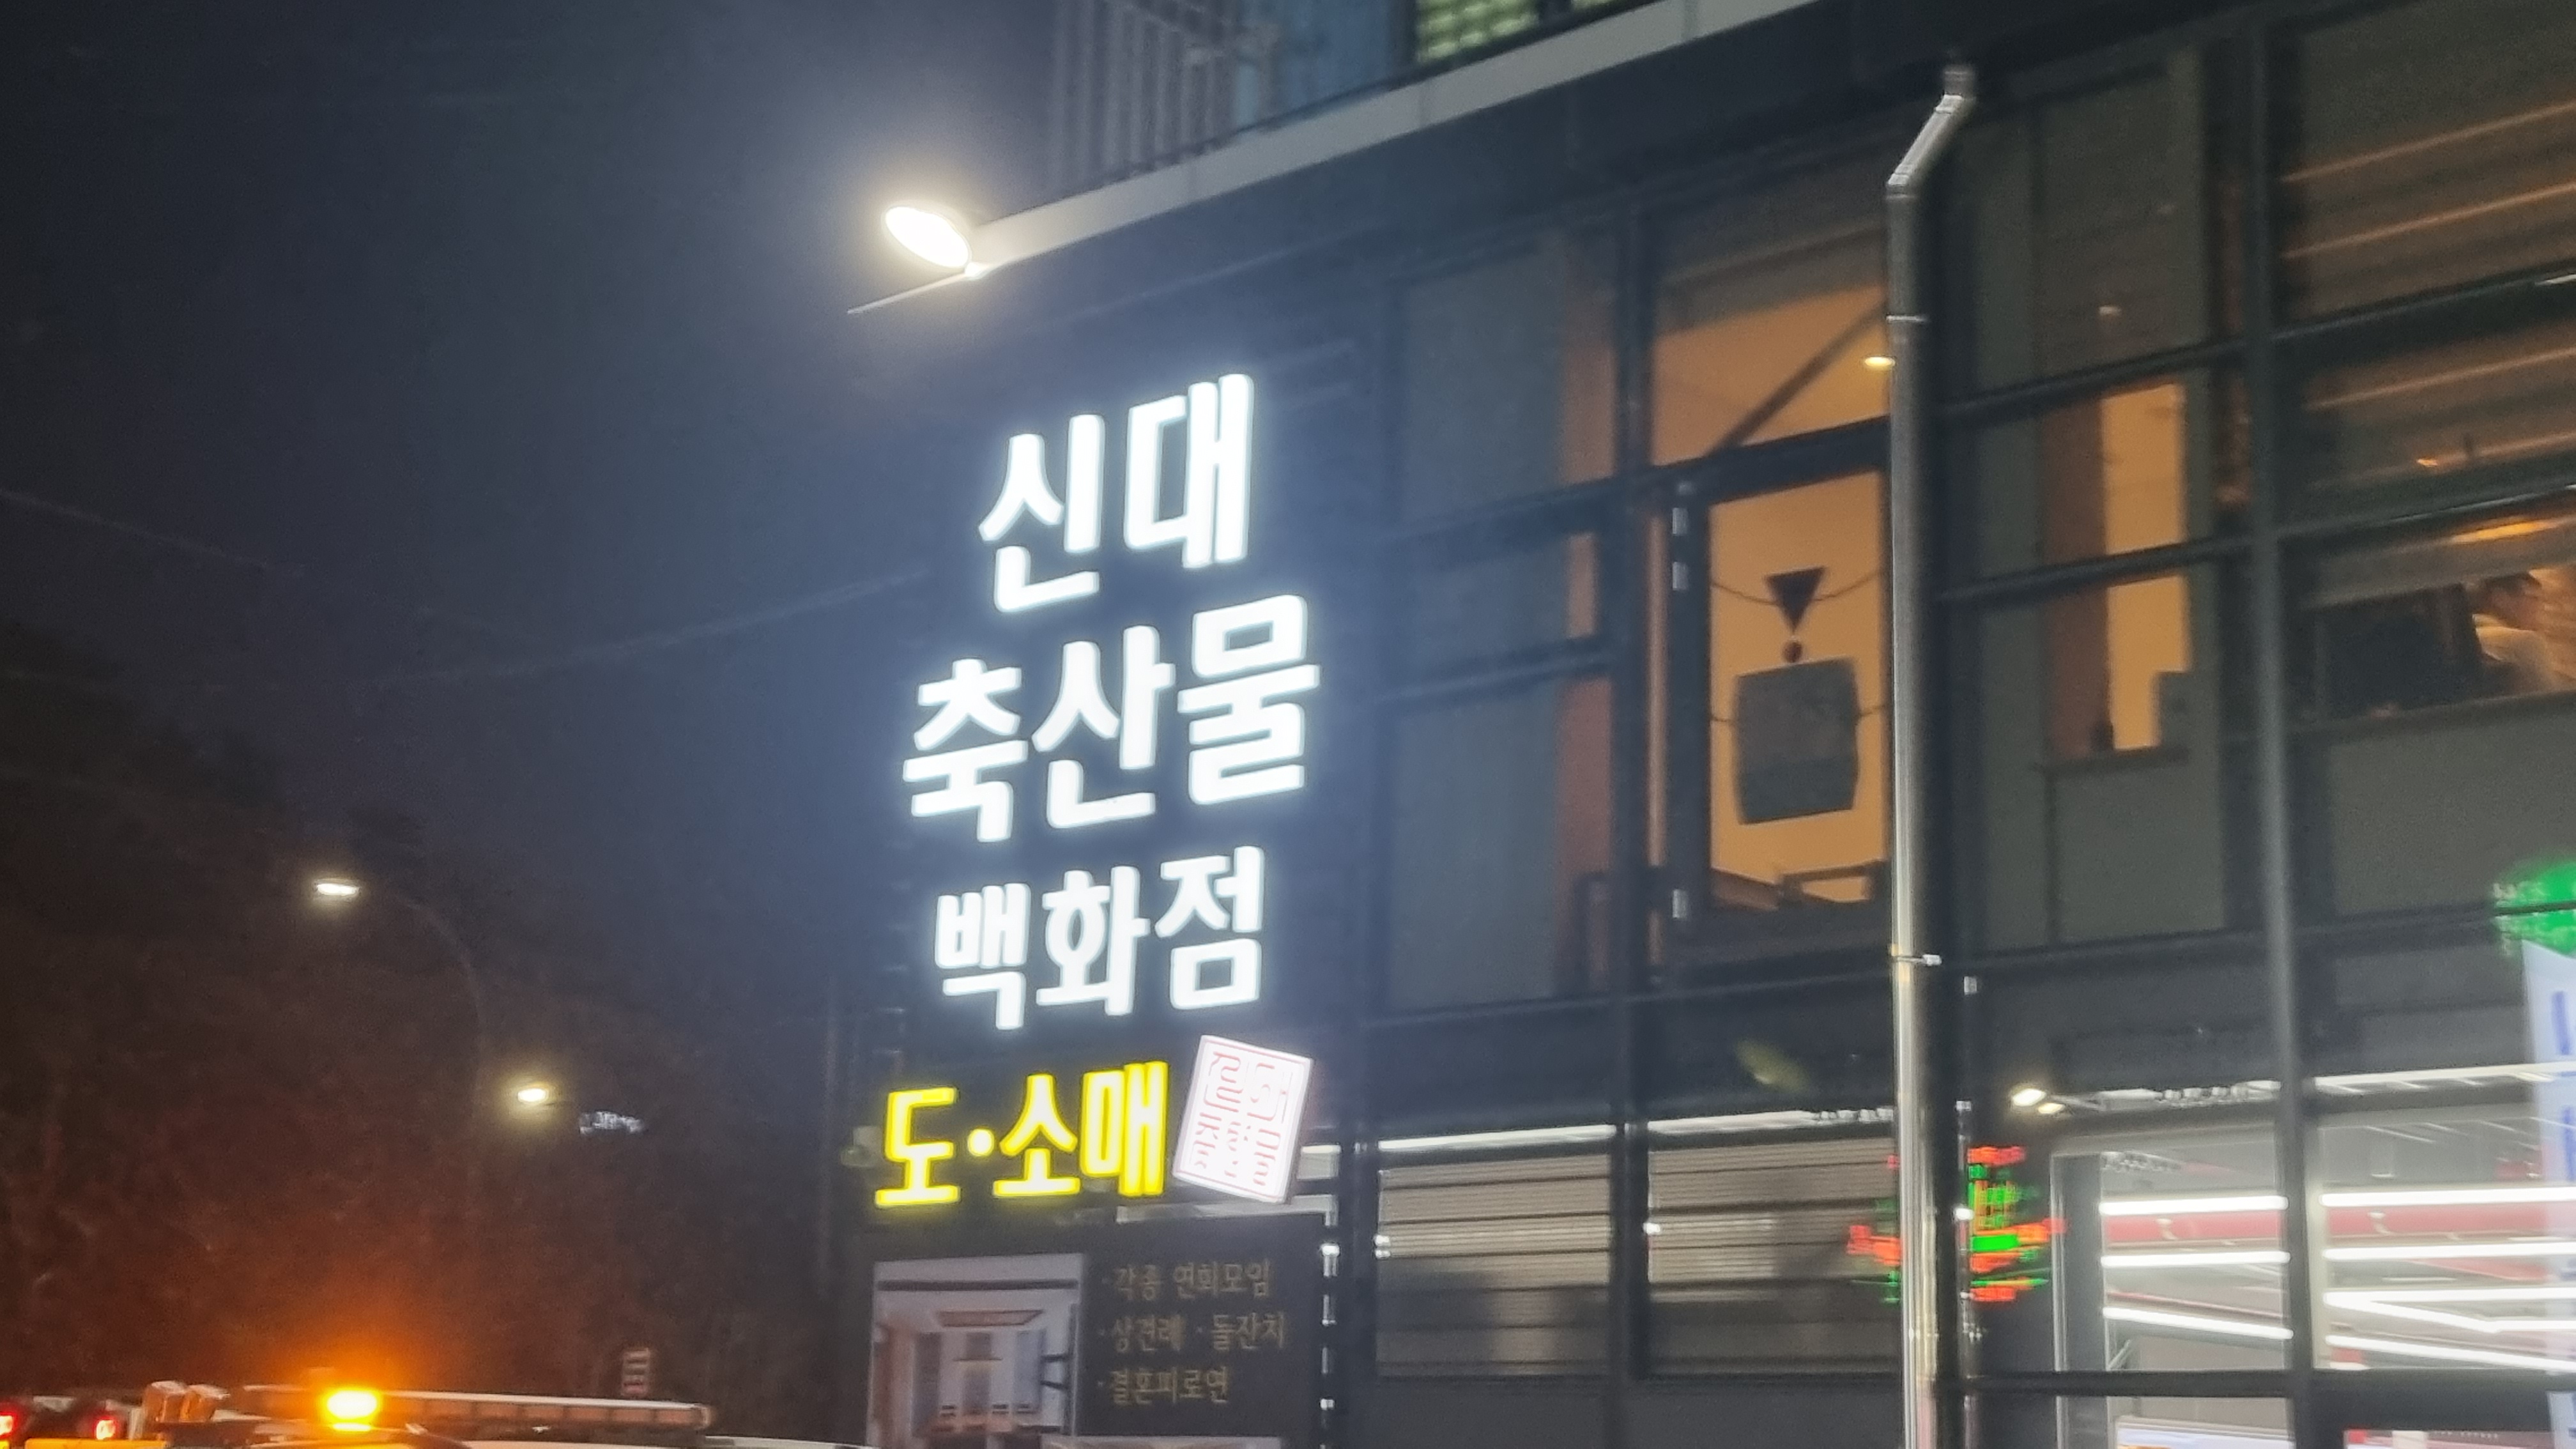 신대
축산물
백화점
도·소매
·각종 연회모임
·상견례 ·돌잔치
·결혼피로연